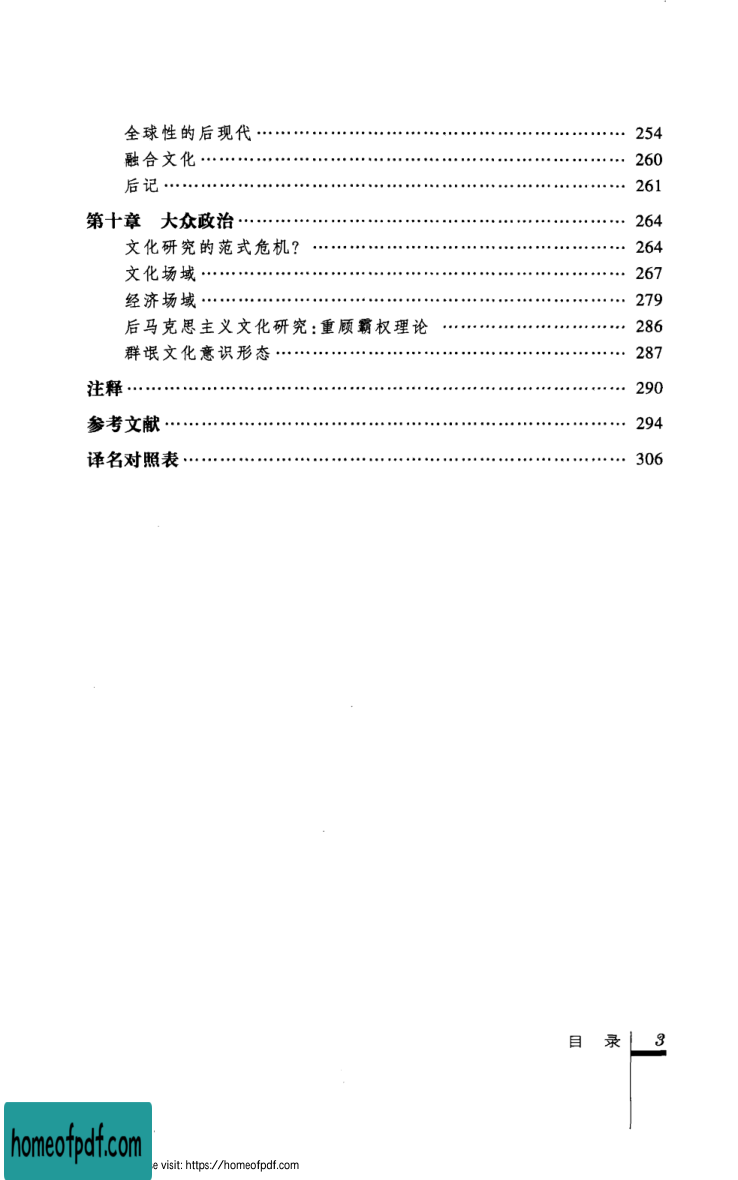 全球性的后现代 …… 254
融合文化 …… 260
后记 …… 261
第十章 大众政治 …… 264
文化研究的范式危机? …… 264
文化场域 …… 267
经济场域 …… 279
后马克思主义文化研究:重顾霸权理论 …… 286
群氓文化意识形态 …… 287
注释 …… 290
参考文献 …… 294
译名对照表 …… 306
目 录 3
homeofpdf.com
e visit: https://homeofpdf.com